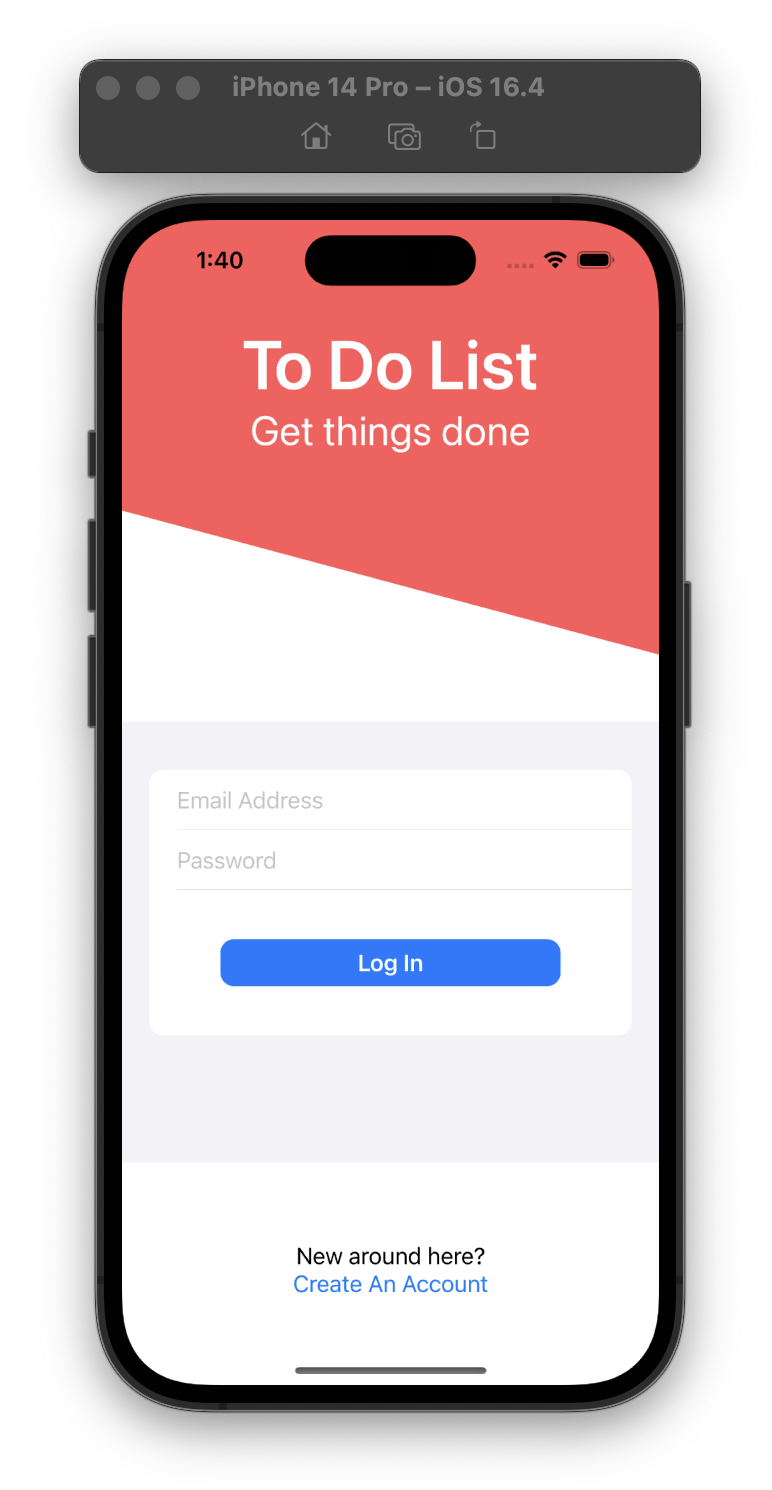 iPhone 14 Pro – iOS 16.4
1:40
To Do List
Get things done
Email Address
Password
Log In
New around here?
Create An Account